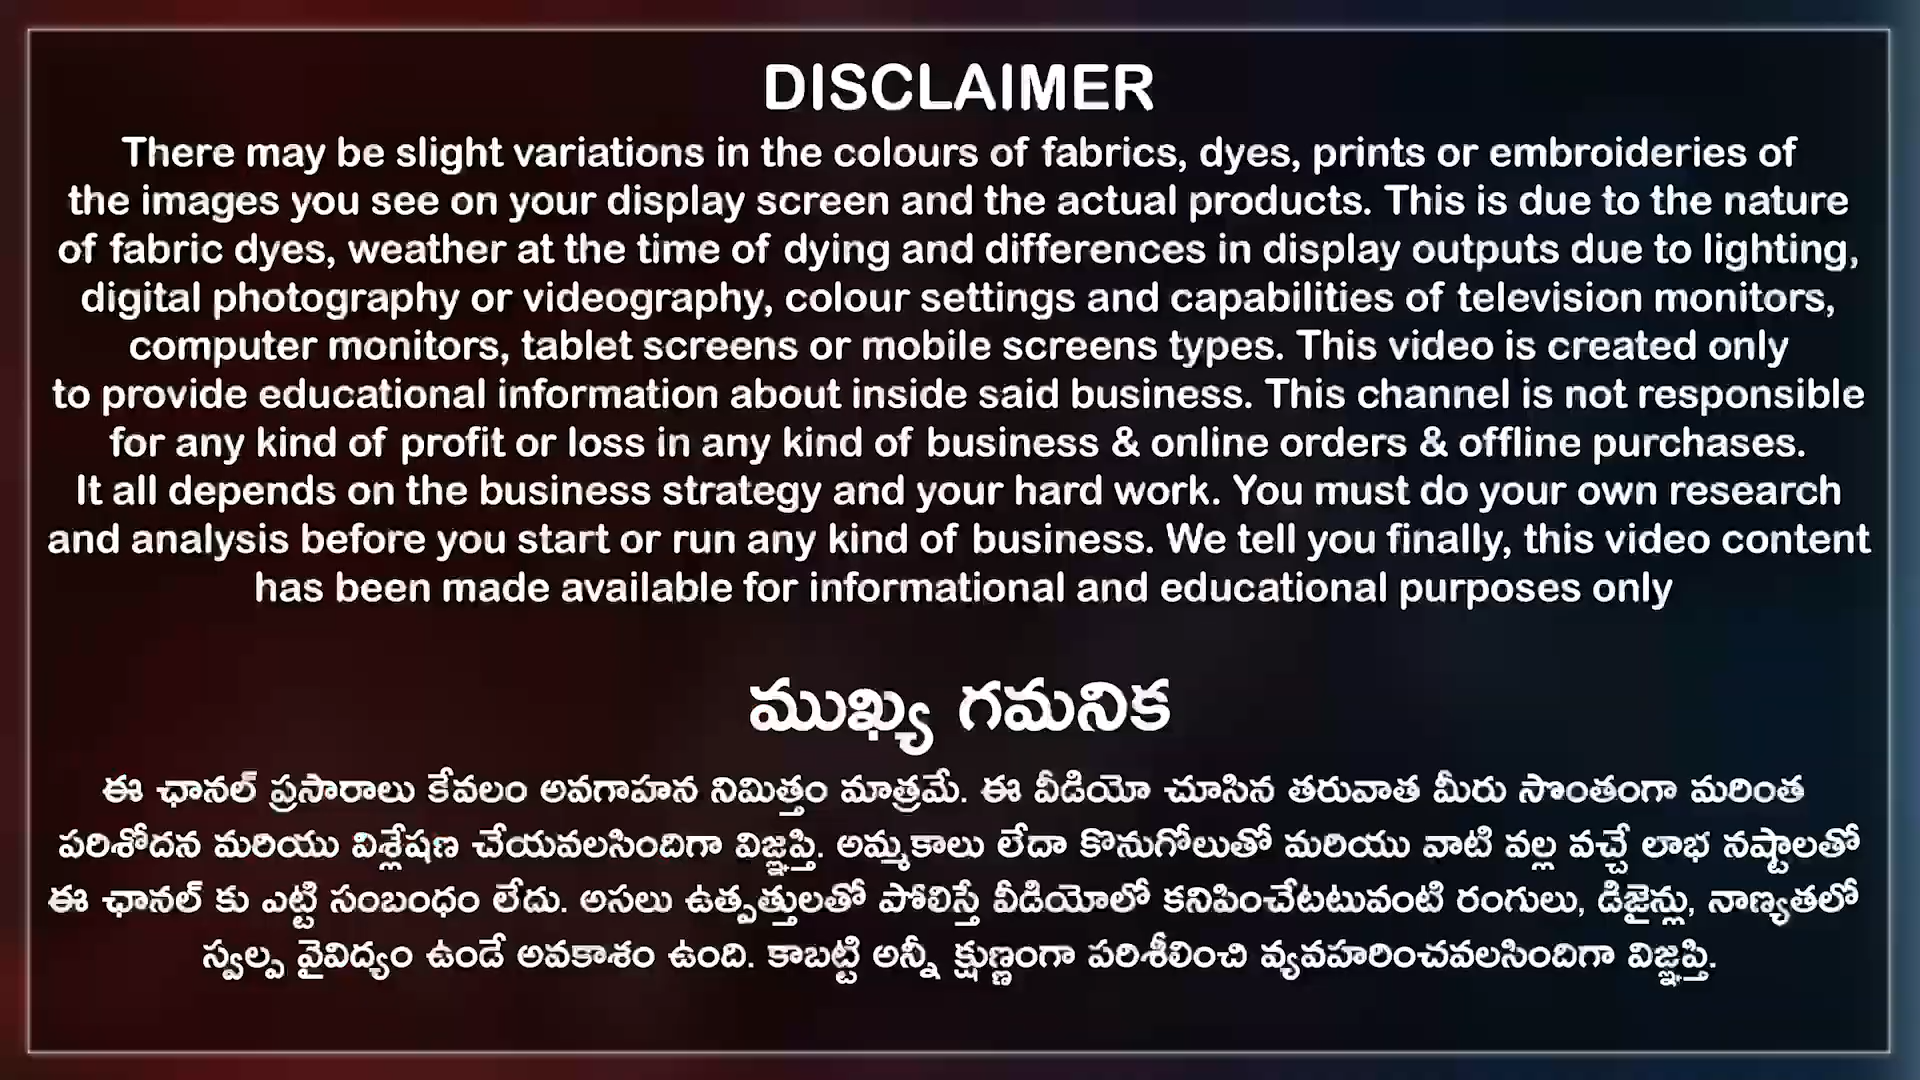 DISCLAIMER
There may be slight variations in the colours of fabrics, dyes, prints or embroideries of
the images you see on your display screen and the actual products. This is due to the nature
of fabric dyes, weather at the time of dying and differences in display outputs due to lighting,
digital photography or videography, colour settings and capabilities of television monitors,
computer monitors, tablet screens or mobile screens types. This video is created only
to provide educational information about inside said business. This channel is not responsible
for any kind of profit or loss in any kind of business & online orders & offline purchases.
It all depends on the business strategy and your hard work. You must do your own research
and analysis before you start or run any kind of business. We tell you finally, this video content
has been made available for informational and educational purposes only
ముఖ్య గమనిక
ఈ ఛానల్ ప్రసారాలు కేవలం అవగాహన నిమిత్తం మాత్రమే. ఈ వీడియో చూసిన తరువాత మీరు సొంతంగా మరింత
పరిశోదన మరియు విశ్లేషణ చేయవలసిందిగా విజ్ఞప్తి. అమ్మకాలు లేదా కొనుగోలుతో మరియు వాటి వల్ల వచ్చే లాభ నష్టాలతో
ఈ ఛానల్ కు ఎట్టి సంబంధం లేదు. అసలు ఉత్పత్తులతో పోలిస్తే వీడియోలో కనిపించేటటువంటి రంగులు, డిజైన్లు, నాణ్యతలో
స్వల్ప వైవిద్యం ఉండే అవకాశం ఉంది. కాబట్టి అన్నీ క్షుణ్ణంగా పరిశీలించి వ్యవహరించవలసిందిగా విజ్ఞప్తి.